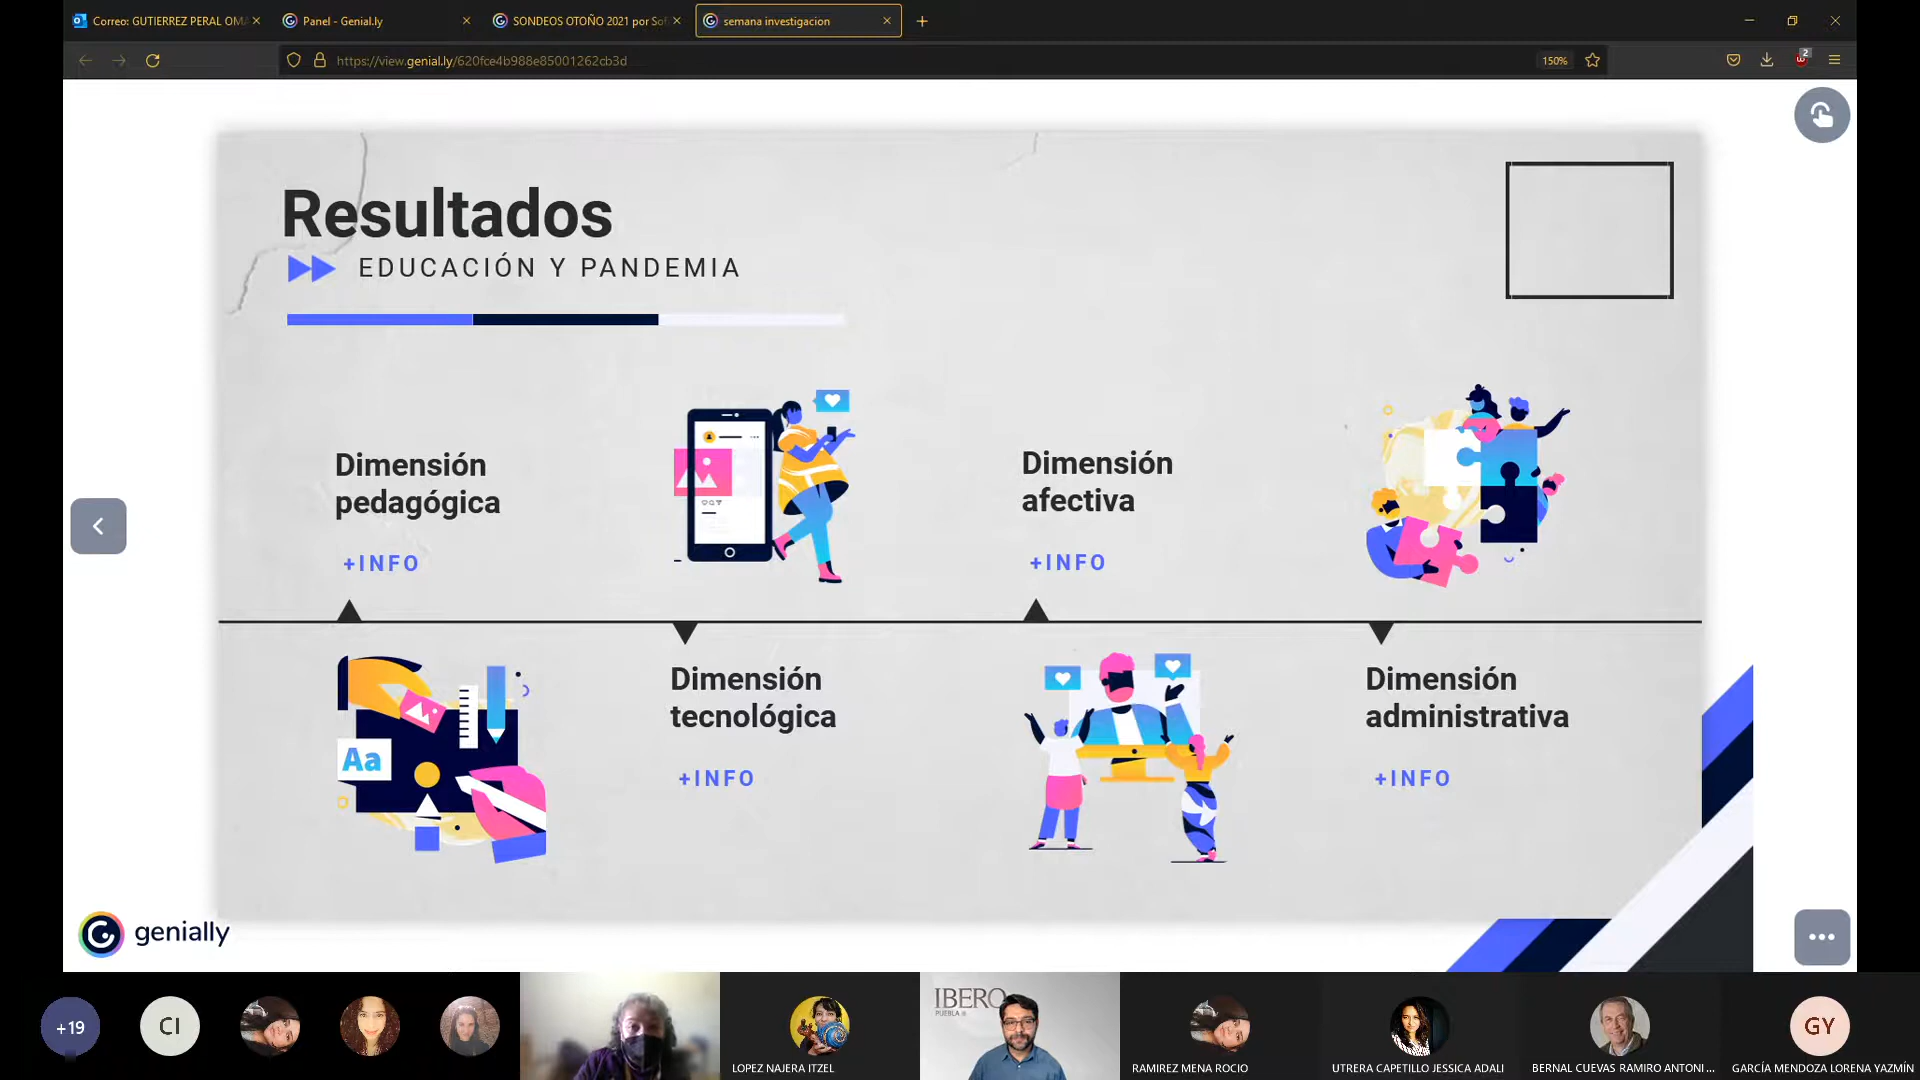 Correo: GUTIERREZ PERAL OMA
Panel - Genial.ly
SONDEOS OTOÑO 2021 por Sof
semana investigacion
https://view.genial.ly/620fce4b988e85001262cb3d
150%
2
Resultados
EDUCACIÓN Y PANDEMIA
Dimensión
pedagógica
+INFO
Dimensión
afectiva
+INFO
Aa
Dimensión
tecnológica
+INFO
Dimensión
administrativa
+INFO
genially
+19
CI
LOPEZ NAJERA ITZEL
IBERO
PUEBLA
RAMIREZ MENA ROCIO
UTRERA CAPETILLO JESSICA ADALI
BERNAL CUEVAS RAMIRO ANTONI ...
GY
GARCÍA MENDOZA LORENA YAZMÍN